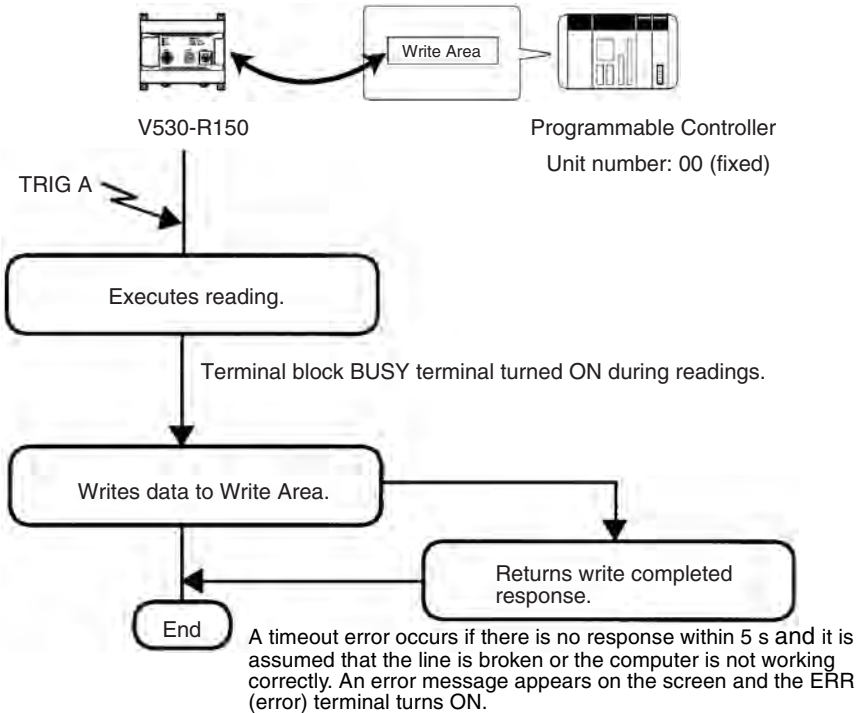 Write Area
V530-R150
Programmable Controller
Unit number: 00 (fixed)
TRIG A
Executes reading.
Terminal block BUSY terminal turned ON during readings.
Writes data to Write Area.
Returns write completed
response.
End
A timeout error occurs if there is no response within 5 s and it is
assumed that the line is broken or the computer is not working
correctly. An error message appears on the screen and the ERR
(error) terminal turns ON.